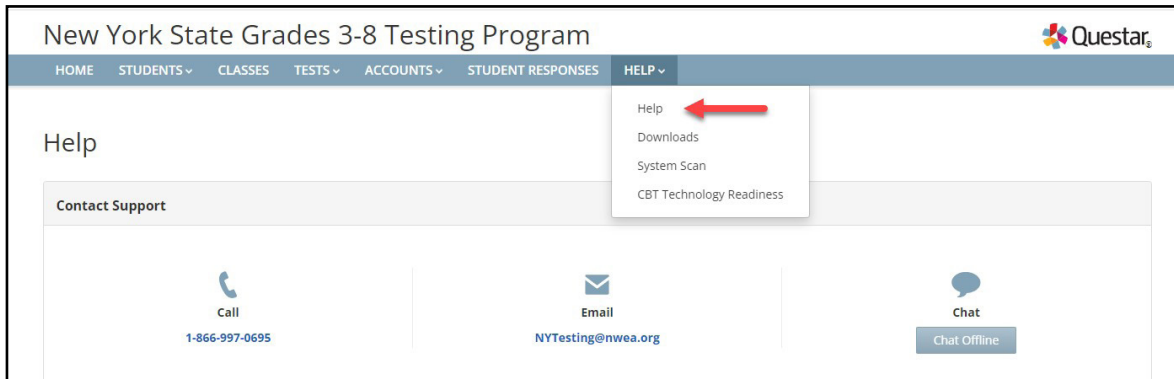 New York State Grades 3-8 Testing Program
Questar®
HOME STUDENTS CLASSES TESTS ACCOUNTS STUDENT RESPONSES HELP
Help
Downloads
System Scan
CBT Technology Readiness
Help
Contact Support
Call
1-866-997-0695
Email
NYTesting@nwea.org
Chat
Chat Offline